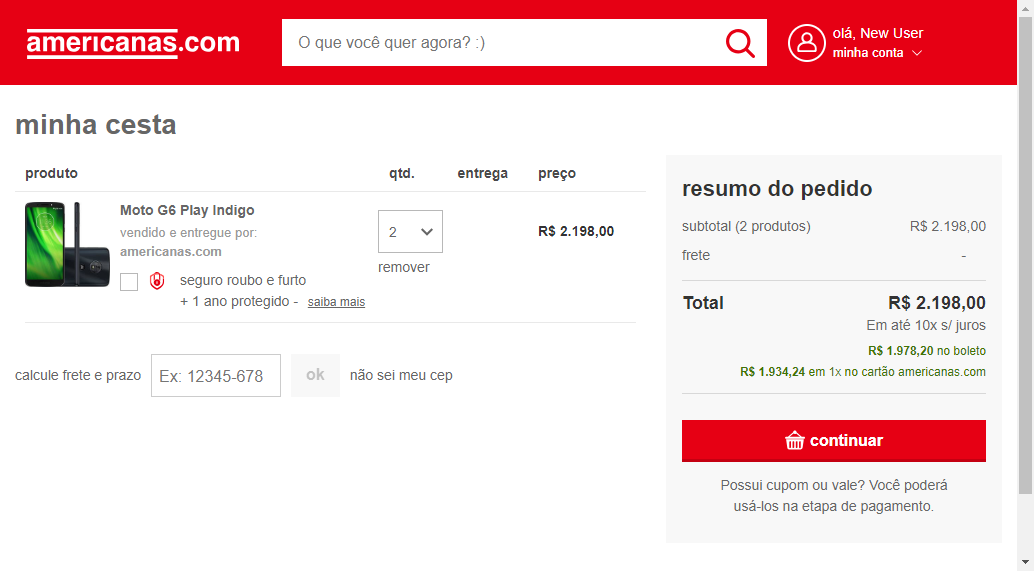 americanas.com
O que você quer agora? :)
olá, New User
minha conta
minha cesta
produto qtd. entrega preço
Moto G6 Play Indigo
vendido e entregue por:
americanas.com
2
R$ 2.198,00
remover
seguro roubo e furto
+ 1 ano protegido - saiba mais
calcule frete e prazo Ex: 12345-678 ok não sei meu cep
resumo do pedido
subtotal (2 produtos) R$ 2.198,00
frete -
Total R$ 2.198,00
Em até 10x s/ juros
R$ 1.978,20 no boleto
R$ 1.934,24 em 1x no cartão americanas.com
continuar
Possui cupom ou vale? Você poderá
usá-los na etapa de pagamento.